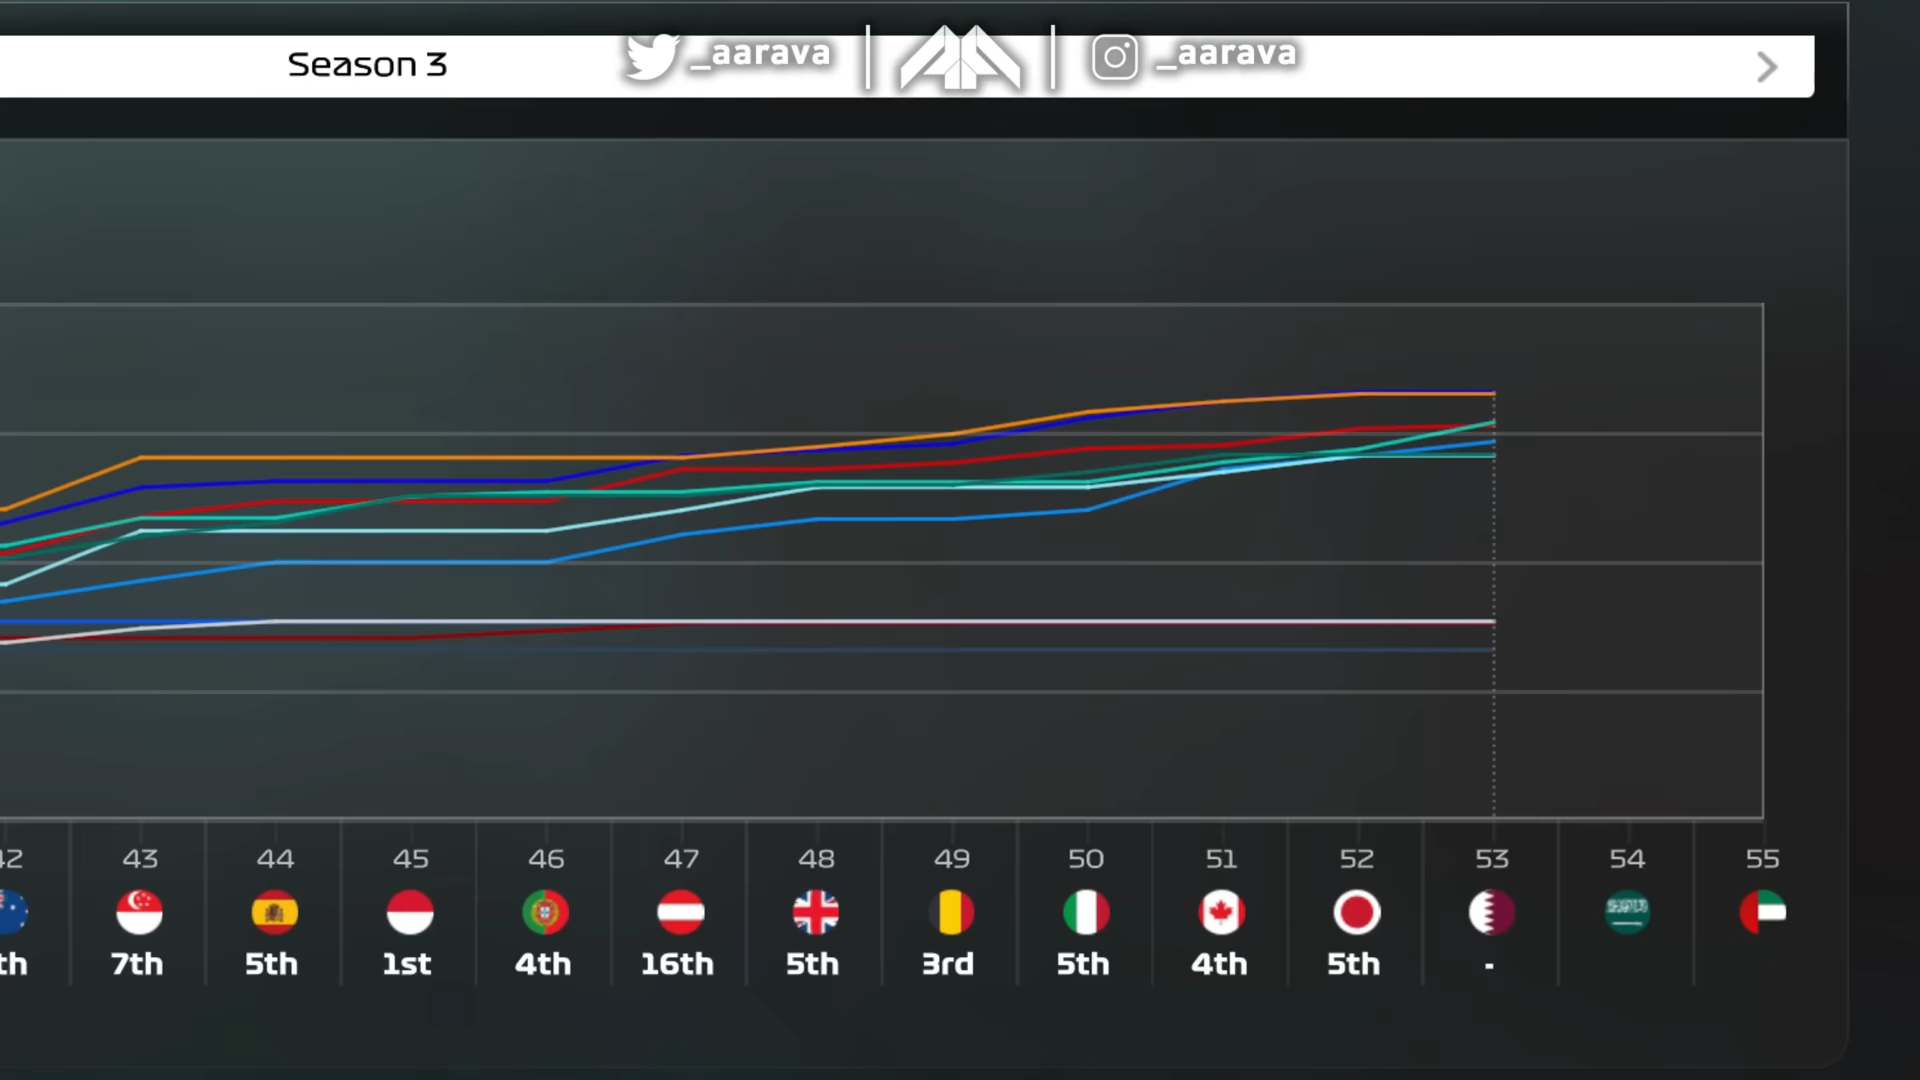 Season 3
_aarava
_aarava
43 44 45 46 47 48 49 50 51 52 53 54 55
7th 5th 1st 4th 16th 5th 3rd 5th 4th 5th -